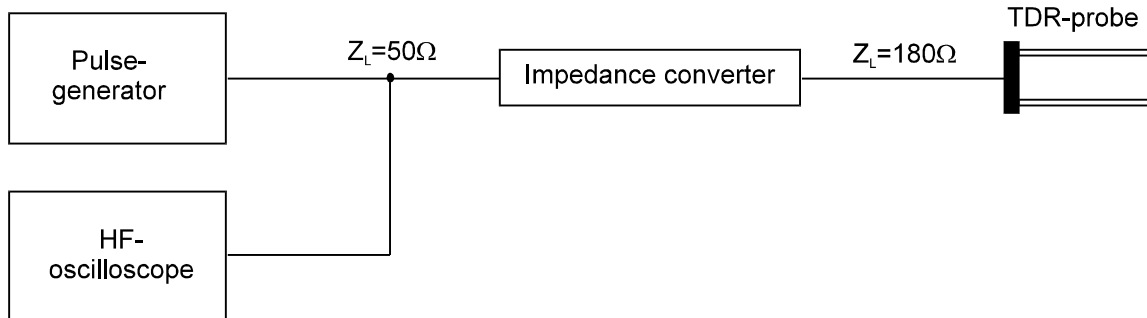 TDR-probe
Pulse-
generator
Z_L=50Ω
Impedance converter
Z_L=180Ω
HF-
oscilloscope